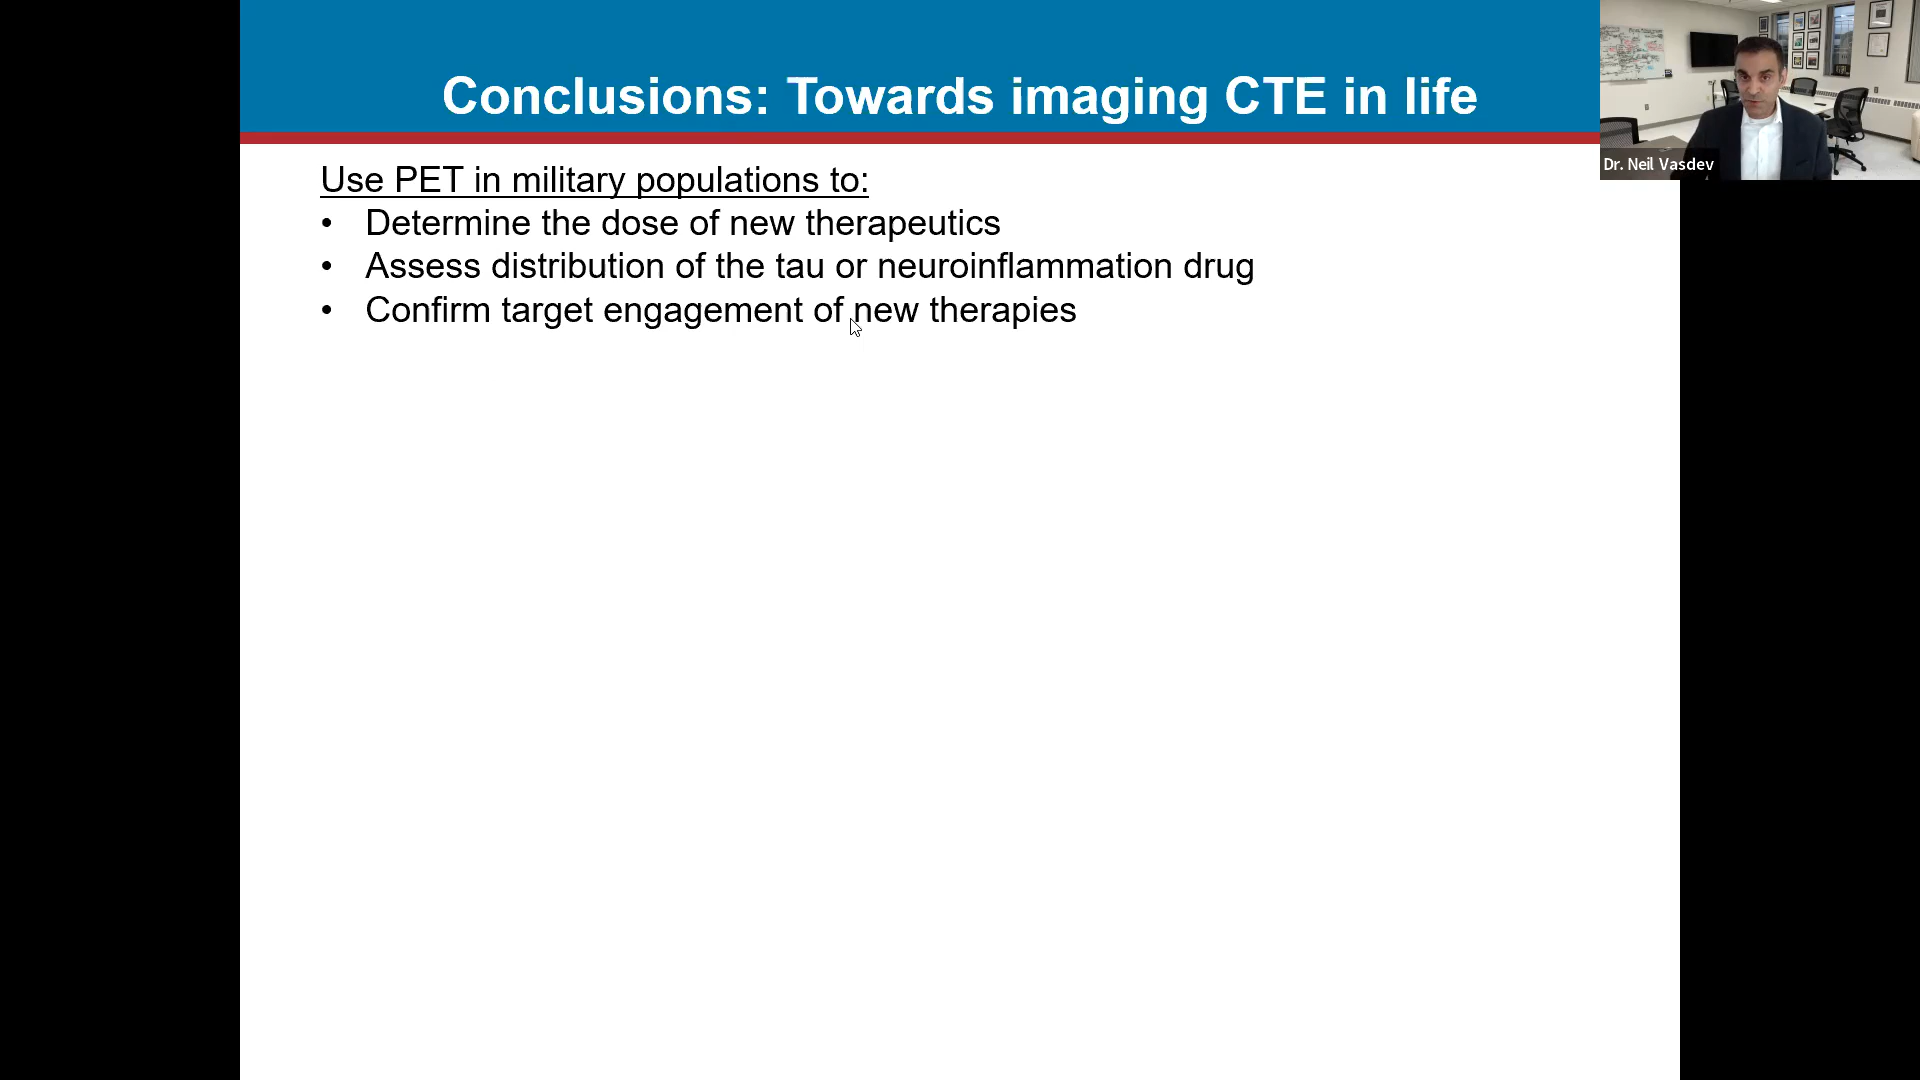 Conclusions: Towards imaging CTE in life
Dr. Neil Vasdev
Use PET in military populations to:
• Determine the dose of new therapeutics
• Assess distribution of the tau or neuroinflammation drug
• Confirm target engagement of new therapies